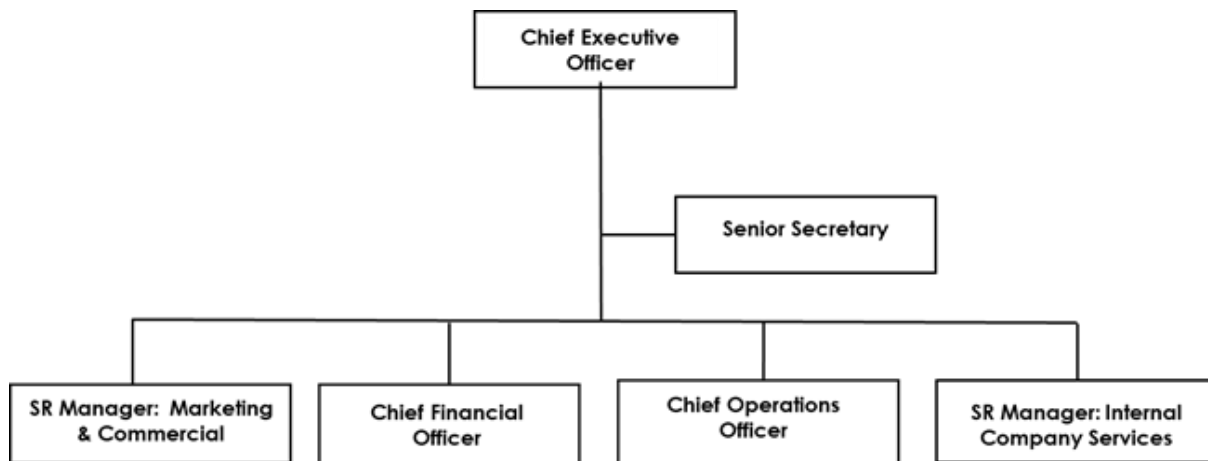 Chief Executive
Officer
Senior Secretary
SR Manager: Marketing
& Commercial
Chief Financial
Officer
Chief Operations
Officer
SR Manager: Internal
Company Services